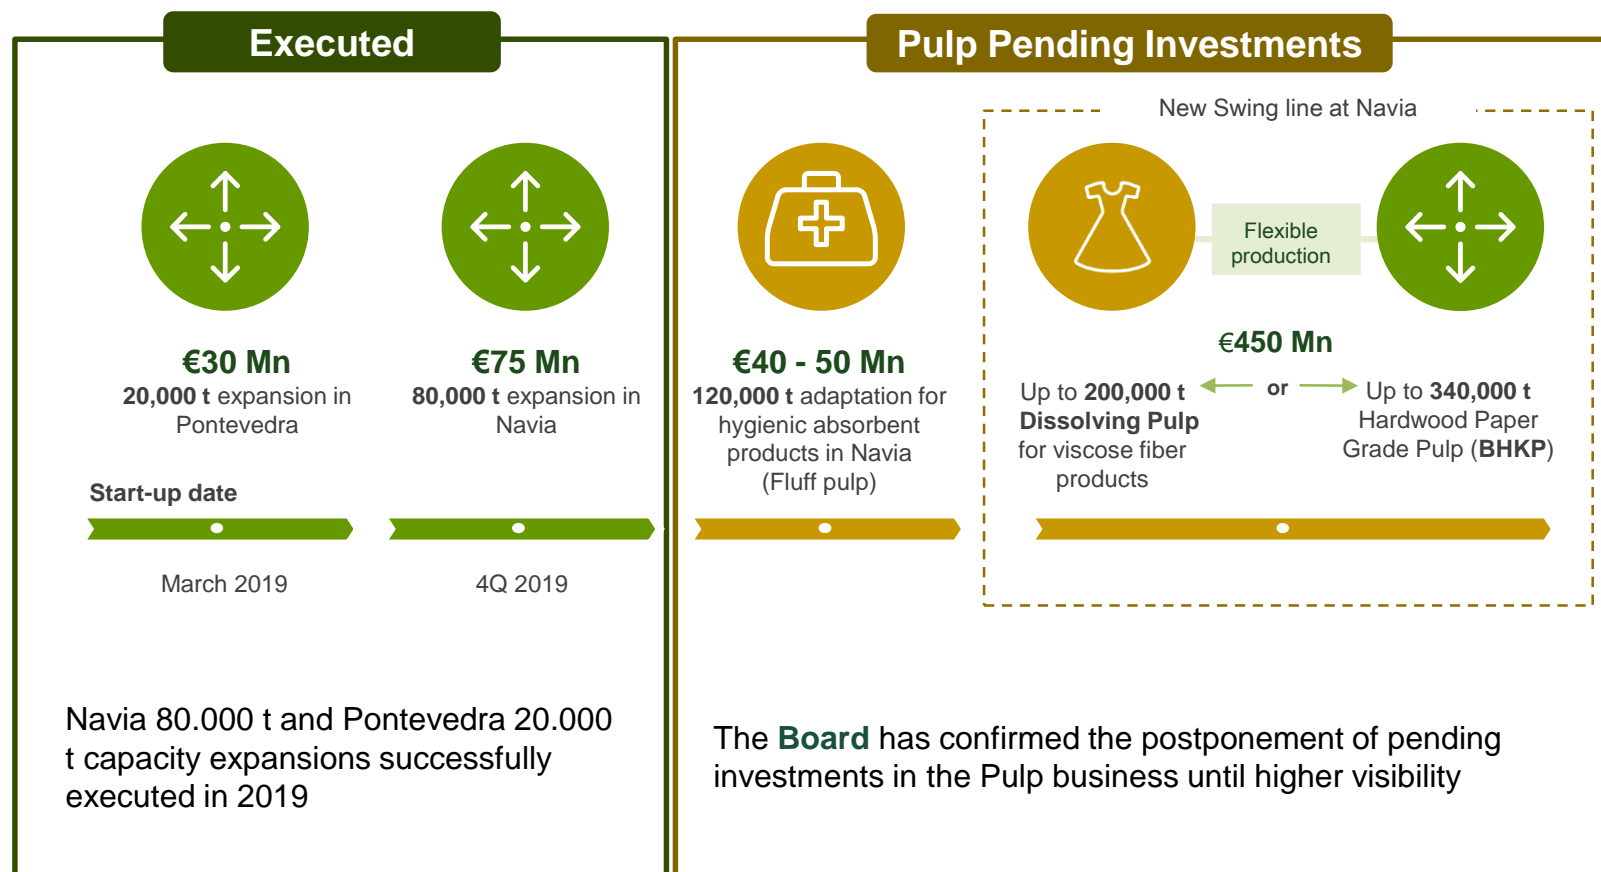 Executed
€30 Mn
20,000 t expansion in
Pontevedra
€75 Mn
80,000 t expansion in
Navia
Start-up date
March 2019
4Q 2019
Navia 80.000 t and Pontevedra 20.000
t capacity expansions successfully
executed in 2019
Pulp Pending Investments
€40 - 50 Mn
120,000 t adaptation for
hygienic absorbent
products in Navia
(Fluff pulp)
New Swing line at Navia
Flexible
production
€450 Mn
Up to 200,000 t
Dissolving Pulp
for viscose fiber
products
or
Up to 340,000 t
Hardwood Paper
Grade Pulp (BHKP)
The Board has confirmed the postponement of pending
investments in the Pulp business until higher visibility